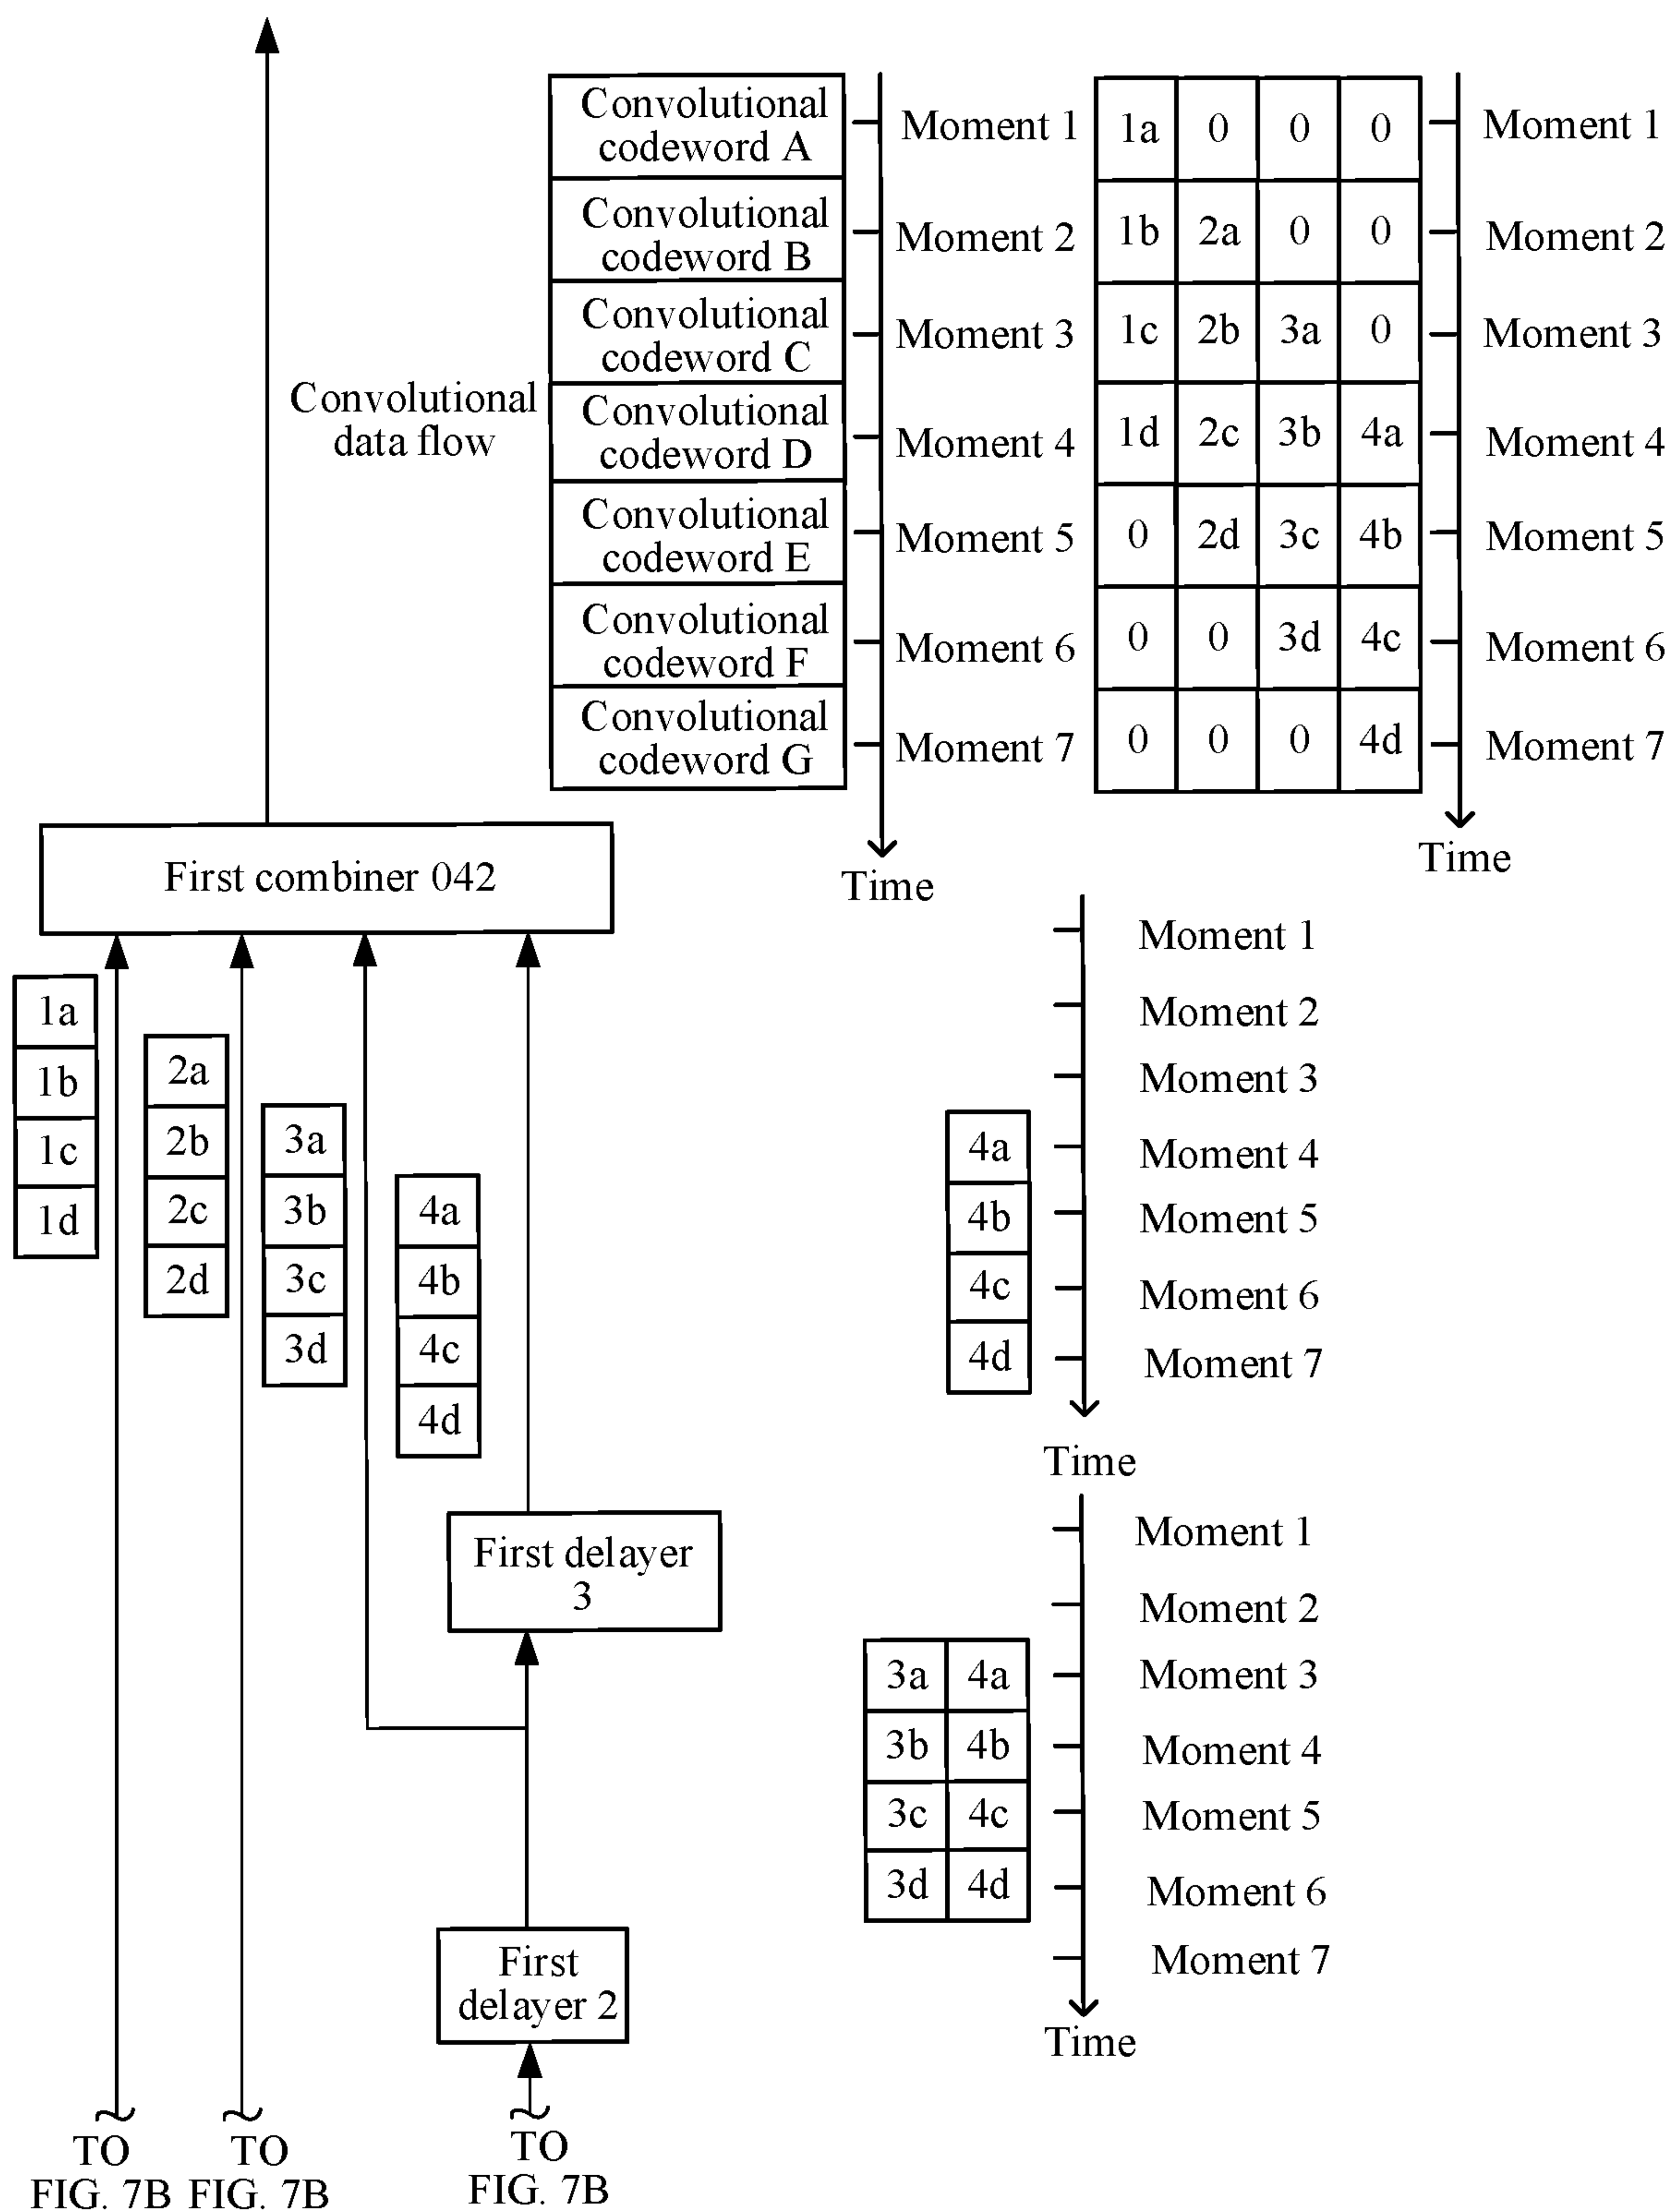 Convolutional
codeword A
Moment 1
1a 0 0 0
Moment 1
Convolutional
codeword B
Moment 2
1b 2a 0 0
Moment 2
Convolutional
codeword C
Moment 3
1c 2b 3a 0
Moment 3
Convolutional
data flow
Convolutional
codeword D
Moment 4
1d 2c 3b 4a
Moment 4
Convolutional
codeword E
Moment 5
0 2d 3c 4b
Moment 5
Convolutional
codeword F
Moment 6
0 0 3d 4c
Moment 6
Convolutional
codeword G
Moment 7
0 0 0 4d
Moment 7
Time
Time
First combiner 042
1a
1b
1c
1d
2a
2b
2c
2d
3a
3b
3c
3d
4a
4b
4c
4d
Moment 1
Moment 2
Moment 3
4a
Moment 4
4b
Moment 5
4c
Moment 6
4d
Moment 7
Time
First delayer
3
Moment 1
Moment 2
3a 4a
Moment 3
3b 4b
Moment 4
3c 4c
Moment 5
3d 4d
Moment 6
Moment 7
Time
First
delayer 2
TO
FIG. 7B
TO
FIG. 7B
TO
FIG. 7B